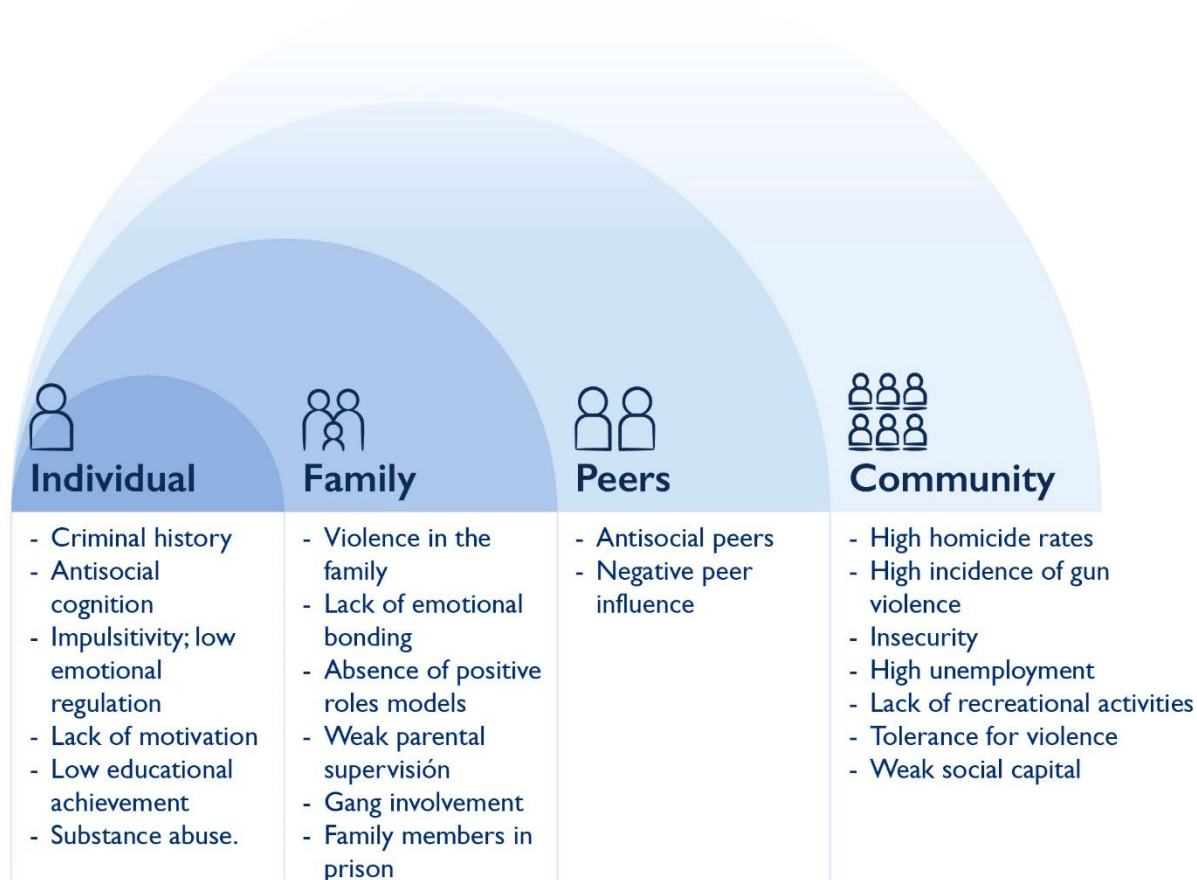 Individual
- Criminal history
- Antisocial
cognition
- Impulsitivity; low
emotional
regulation
- Lack of motivation
- Low educational
achievement
- Substance abuse.
Family
- Violence in the
family
- Lack of emotional
bonding
- Absence of positive
roles models
- Weak parental
supervisión
- Gang involvement
- Family members in
prison
Peers
- Antisocial peers
- Negative peer
influence
Community
- High homicide rates
- High incidence of gun
violence
- Insecurity
- High unemployment
- Lack of recreational activities
- Tolerance for violence
- Weak social capital